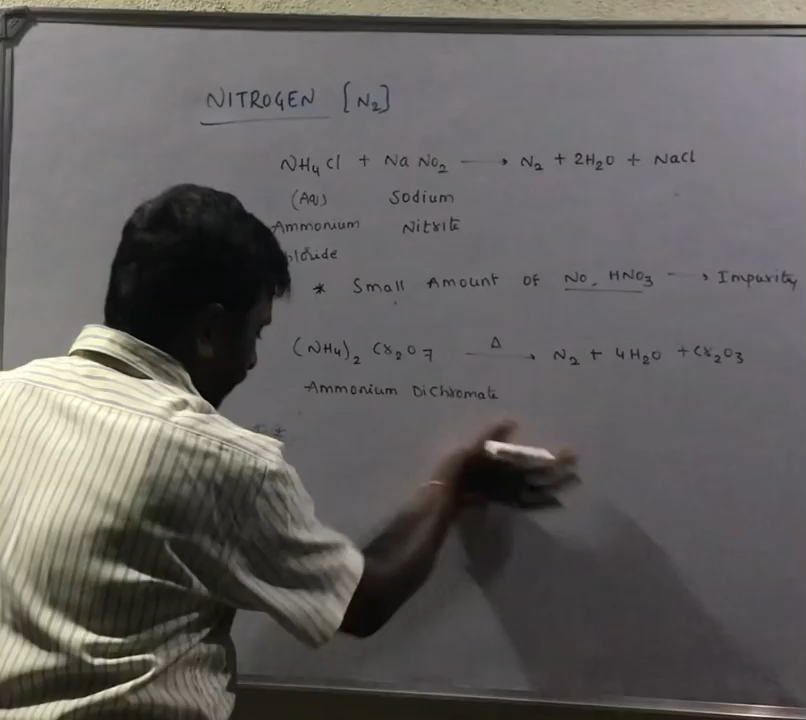 NITROGEN [N₂]
NH₄Cl + NaNO₂ → N₂ + 2H₂O + NaCl
(Aq) Sodium
Ammonium Nitrite
loride
* Small Amount of NO, HNO₃ → Impurity
(NH₄)₂ Cr₂O₇ Δ→ N₂ + 4H₂O + Cr₂O₃
Ammonium Dichromate
**